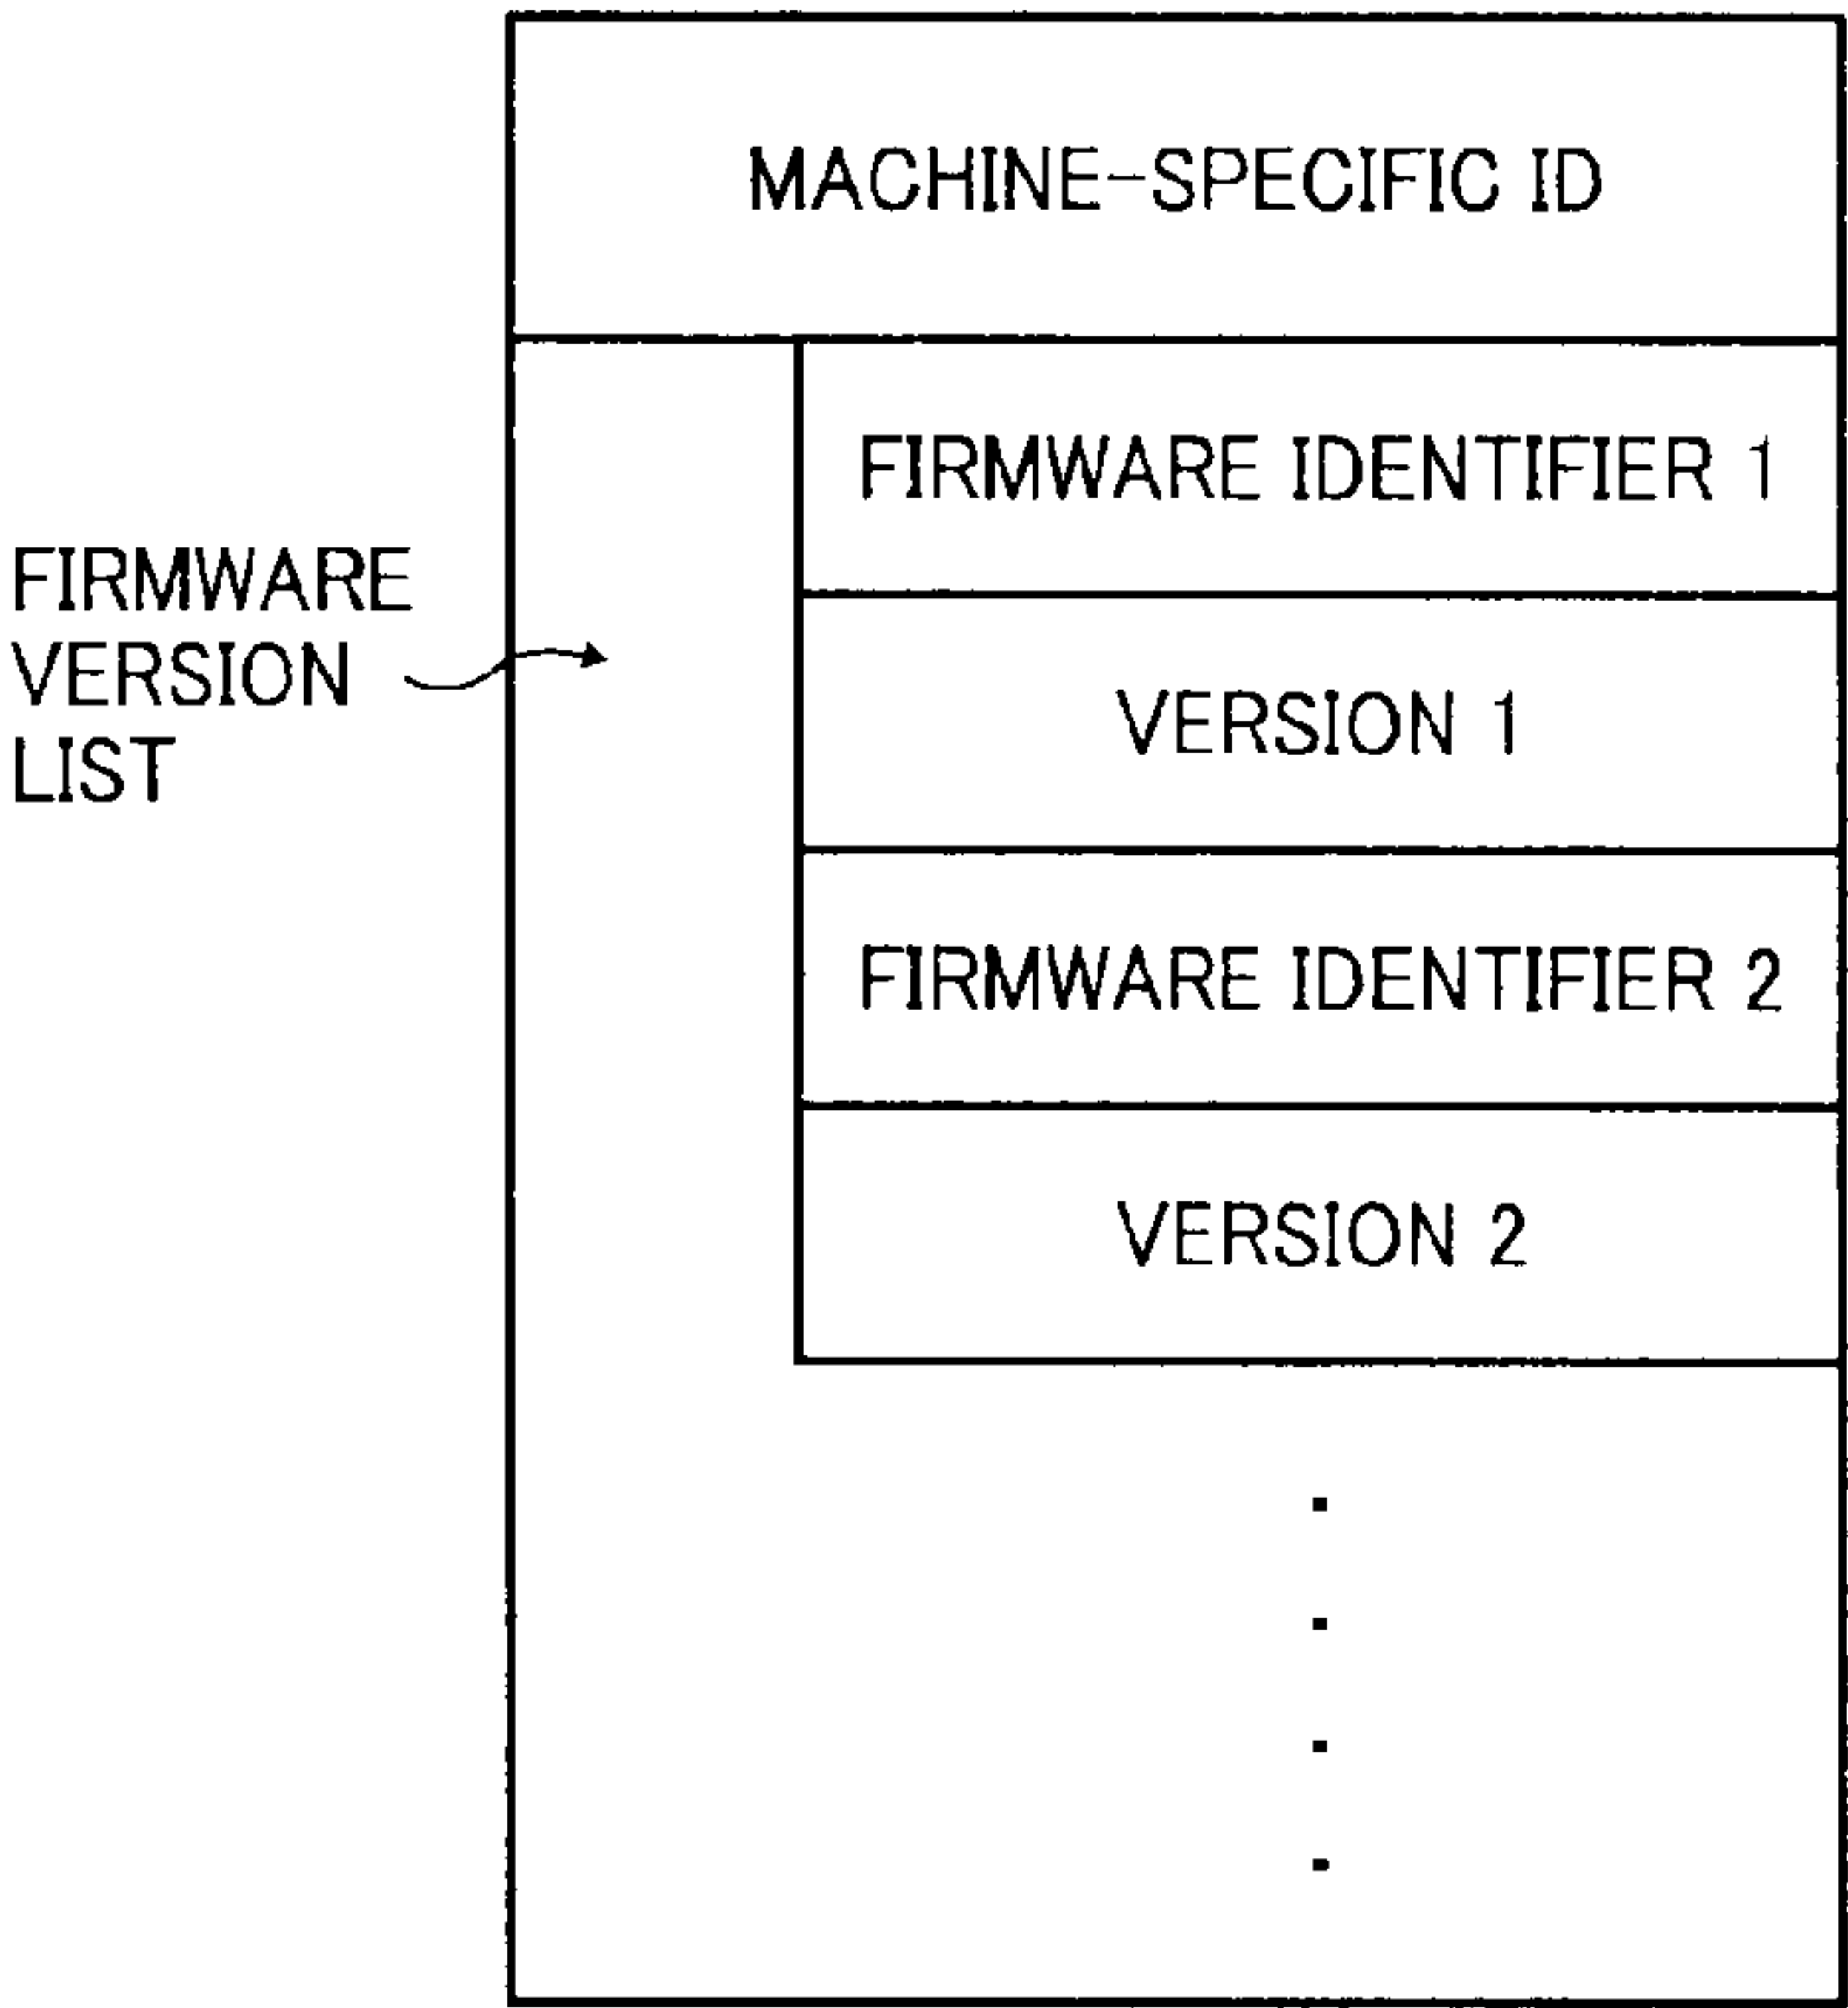 MACHINE-SPECIFIC ID
FIRMWARE
VERSION
LIST
FIRMWARE IDENTIFIER 1
VERSION 1
FIRMWARE IDENTIFIER 2
VERSION 2